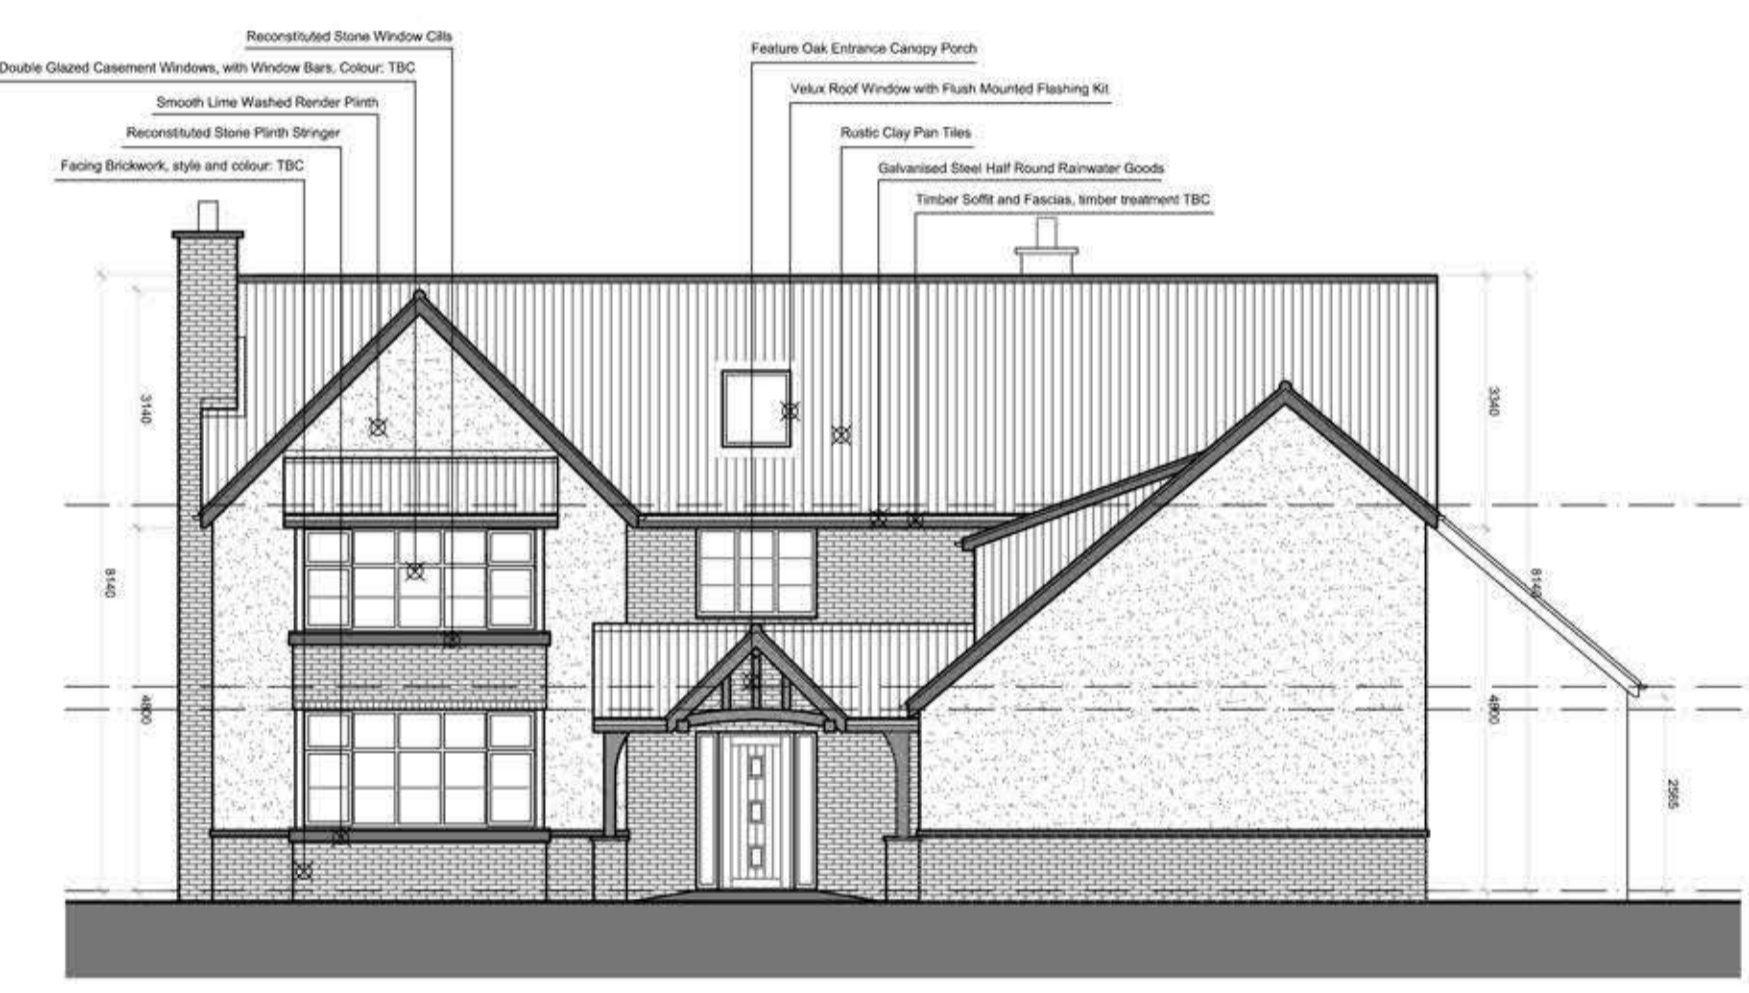 Reconstituted Stone Window Cills
Double Glazed Casement Windows, with Window Bars, Colour: TBC
Smooth Lime Washed Render Plinth
Reconstituted Stone Plinth Stringer
Facing Brickwork, style and colour: TBC
Feature Oak Entrance Canopy Porch
Velux Roof Window with Flush Mounted Flashing Kit
Rustic Clay Pan Tiles
Galvanised Steel Half Round Rainwater Goods
Timber Soffit and Fascias, timber treatment TBC
3140
8140
4800
3340
8140
4800
2565